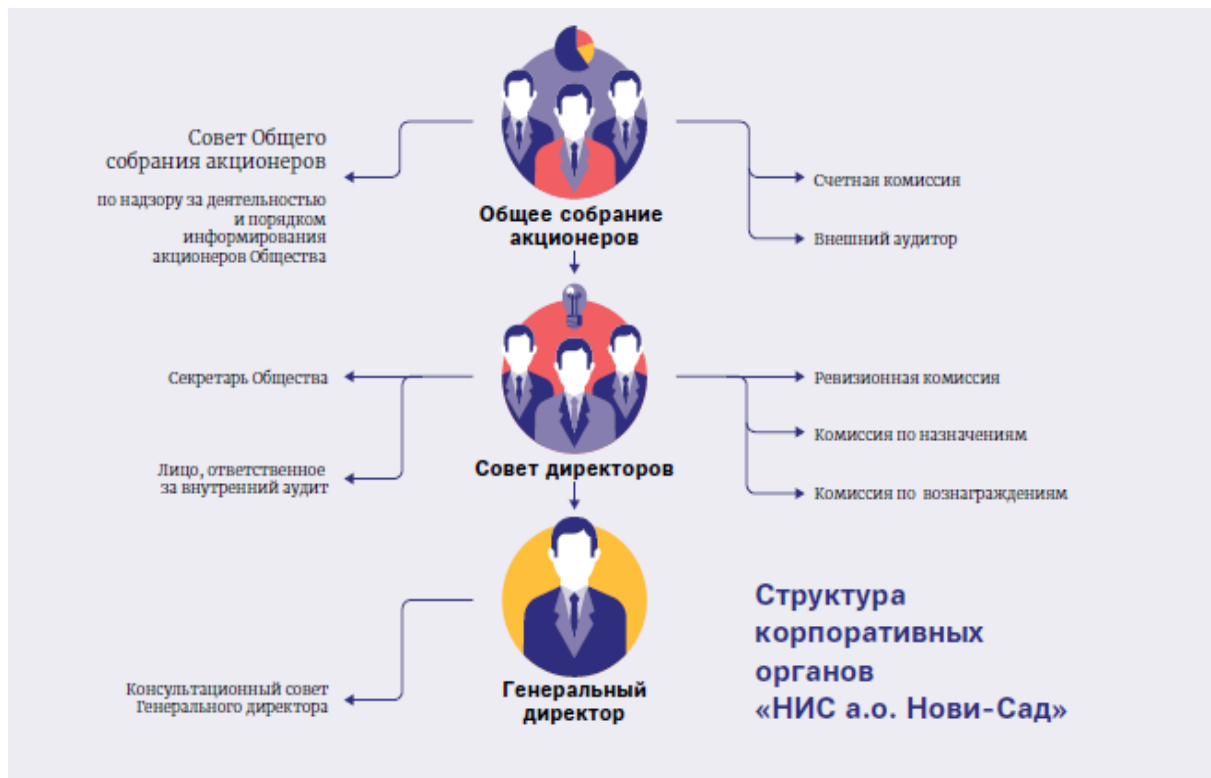 Совет Общего
собрания акционеров
по надзору за деятельностью
и порядком
информирования
акционеров Общества
Общее собрание
акционеров
Счетная комиссия
Внешний аудитор
Секретарь Общества
Лицо, ответственное
за внутренний аудит
Совет директоров
Ревизионная комиссия
Комиссия по назначениям
Комиссия по вознаграждениям
Консультационный совет
Генерального директора
Генеральный
директор
Структура
корпоративных
органов
«НИС а.о. Нови-Сад»